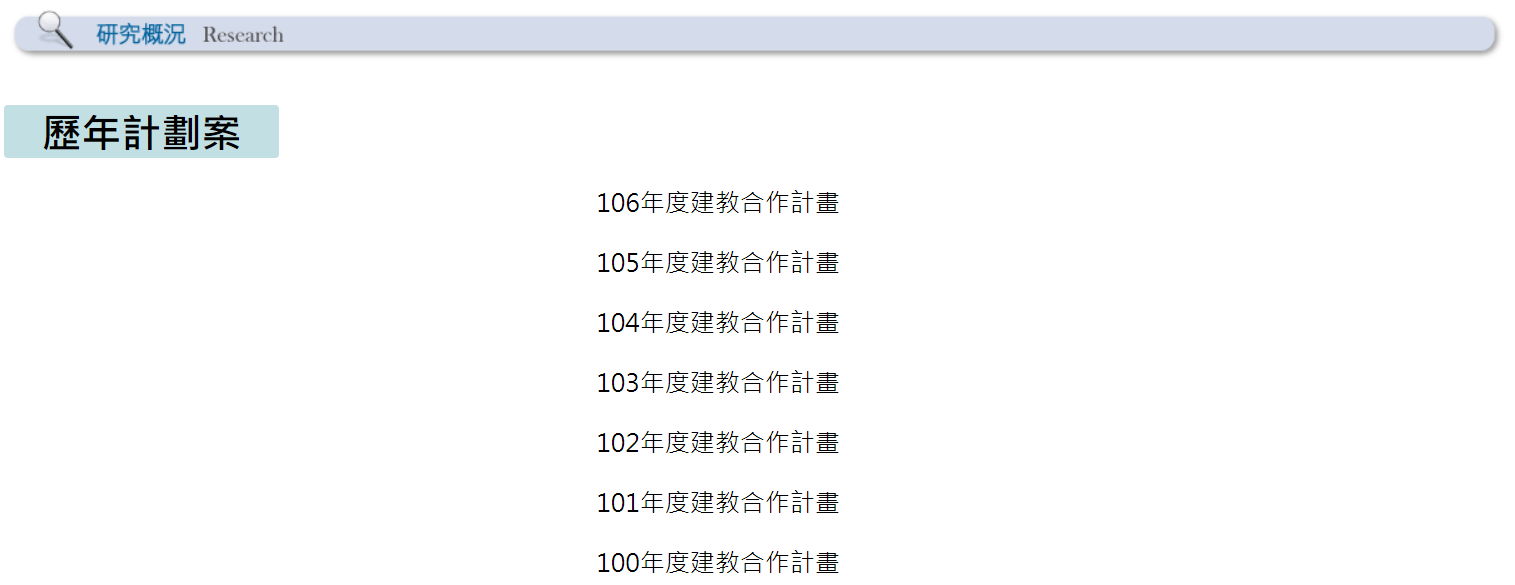 研究概況 Research
歷年計劃案
106年度建教合作計畫
105年度建教合作計畫
104年度建教合作計畫
103年度建教合作計畫
102年度建教合作計畫
101年度建教合作計畫
100年度建教合作計畫